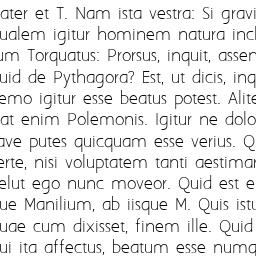 ater et T. Nam ista vestra: Si gravi
ualem igitur hominem natura incl
um Torquatus: Prorsus, inquit, assen
uid de Pythagora? Est, ut dicis, inq
emo igitur esse beatus potest. Alite
at enim Polemonis. Igitur ne dolo
ave putes quicquam esse verius. Q
erte, nisi voluptatem tanti aestimar
elut ego nunc moveor. Quid est e
ue Manilium, ab iisque M. Quis istu
uae cum dixisset, finem ille. Quid
ui ita affectus, beatum esse numq